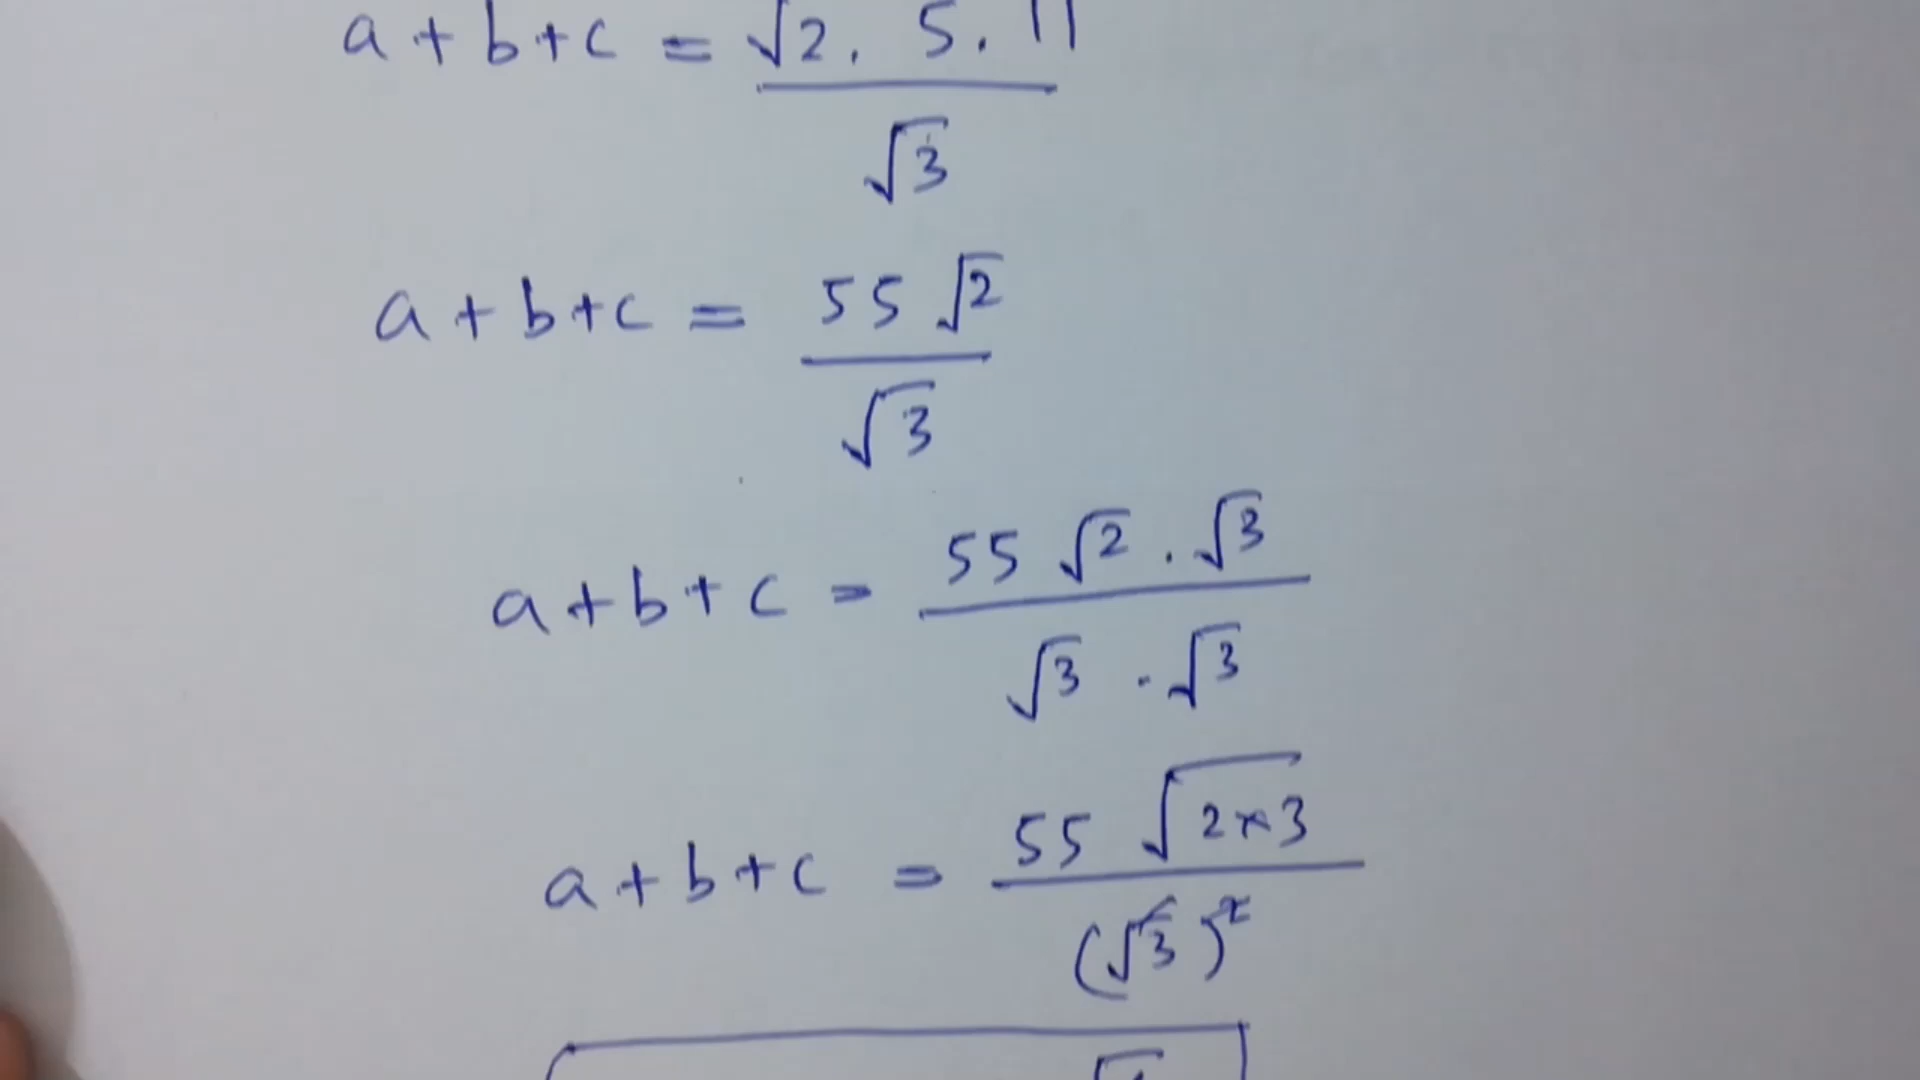 a + b + c = √2 . 5 . 11 / √3
a + b + c = 55 √2 / √3
a + b + c = 55 √2 . √3 / √3 . √3
a + b + c = 55 √2×3 / (√3)²